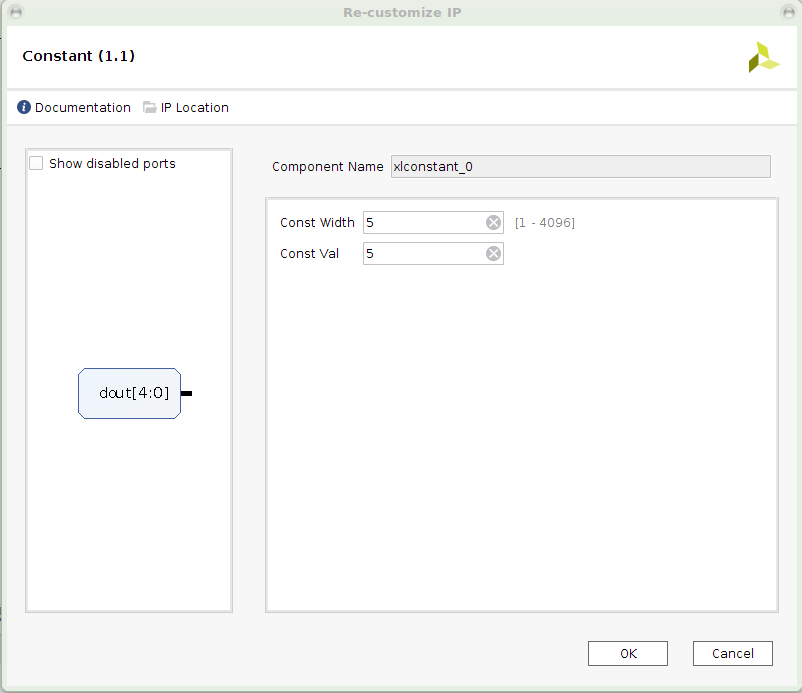 Re-customize IP
Constant (1.1)
Documentation IP Location
Show disabled ports
dout[4:0]
Component Name xlconstant_0
Const Width 5 [1 - 4096]
Const Val 5
OK Cancel